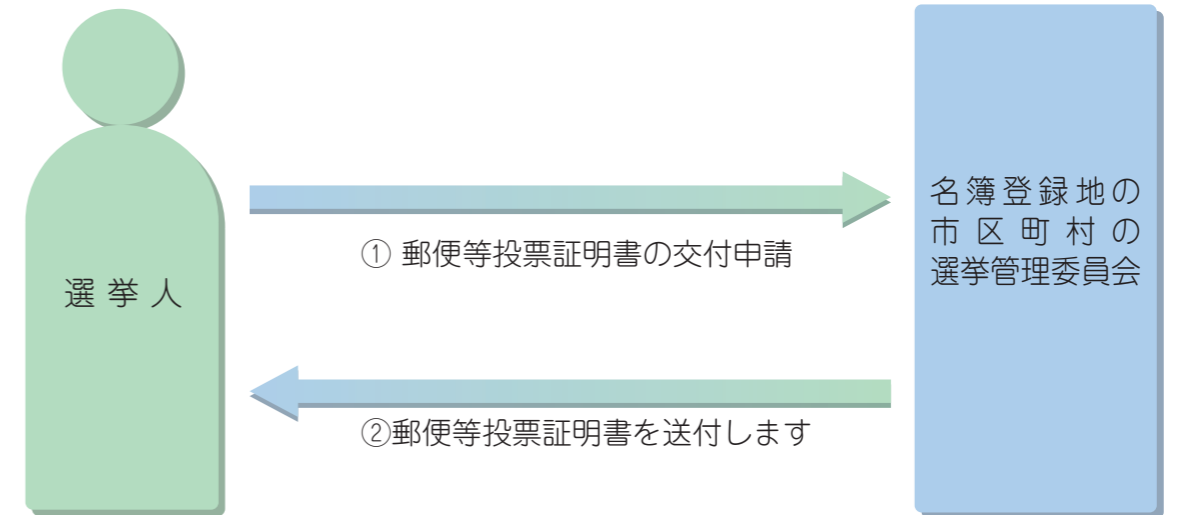 選挙人
① 郵便等投票証明書の交付申請
②郵便等投票証明書を送付します
名簿登録地の
市区町村の
選挙管理委員会